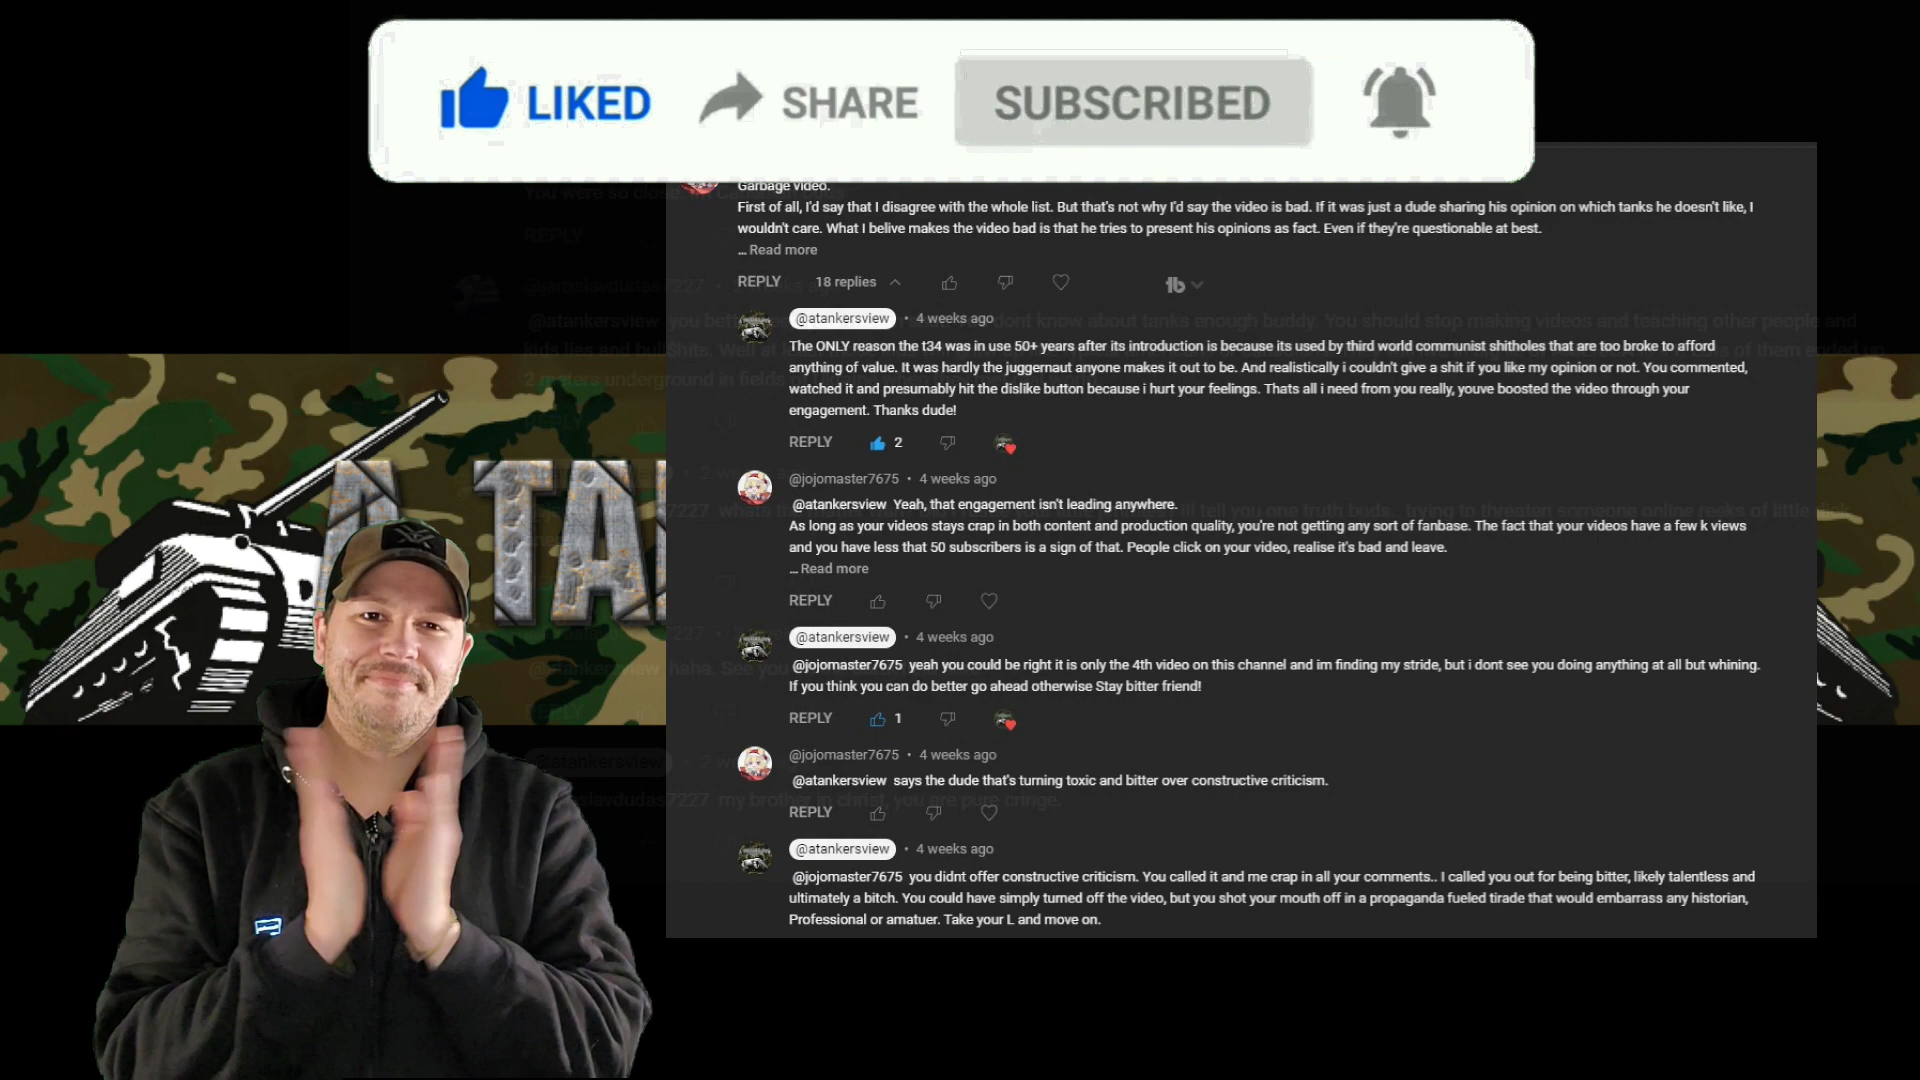 LIKED SHARE SUBSCRIBED
Garbage video.
First of all, I'd say that I disagree with the whole list. But that's not why I'd say the video is bad. If it was just a dude sharing his opinion on which tanks he doesn't like, I
wouldn't care. What I belive makes the video bad is that he tries to present his opinions as fact. Even if they're questionable at best.
... Read more
REPLY 18 replies
@atankersview • 4 weeks ago
The ONLY reason the t34 was in use 50+ years after its introduction is because its used by third world communist shitholes that are too broke to afford
anything of value. It was hardly the juggernaut anyone makes it out to be. And realistically i couldn't give a shit if you like my opinion or not. You commented,
watched it and presumably hit the dislike button because i hurt your feelings. Thats all i need from you really, youve boosted the video through your
engagement. Thanks dude!
REPLY 2
@jojomaster7675 • 4 weeks ago
@atankersview Yeah, that engagement isn't leading anywhere.
As long as your videos stays crap in both content and production quality, you're not getting any sort of fanbase. The fact that your videos have a few k views
and you have less that 50 subscribers is a sign of that. People click on your video, realise it's bad and leave.
... Read more
REPLY
@atankersview • 4 weeks ago
@jojomaster7675 yeah you could be right it is only the 4th video on this channel and im finding my stride, but i dont see you doing anything at all but whining.
If you think you can do better go ahead otherwise Stay bitter friend!
REPLY 1
@jojomaster7675 • 4 weeks ago
@atankersview says the dude that's turning toxic and bitter over constructive criticism.
REPLY
@atankersview • 4 weeks ago
@jojomaster7675 you didnt offer constructive criticism. You called it and me crap in all your comments.. I called you out for being bitter, likely talentless and
ultimately a bitch. You could have simply turned off the video, but you shot your mouth off in a propaganda fueled tirade that would embarrass any historian,
Professional or amatuer. Take your L and move on.
A TA